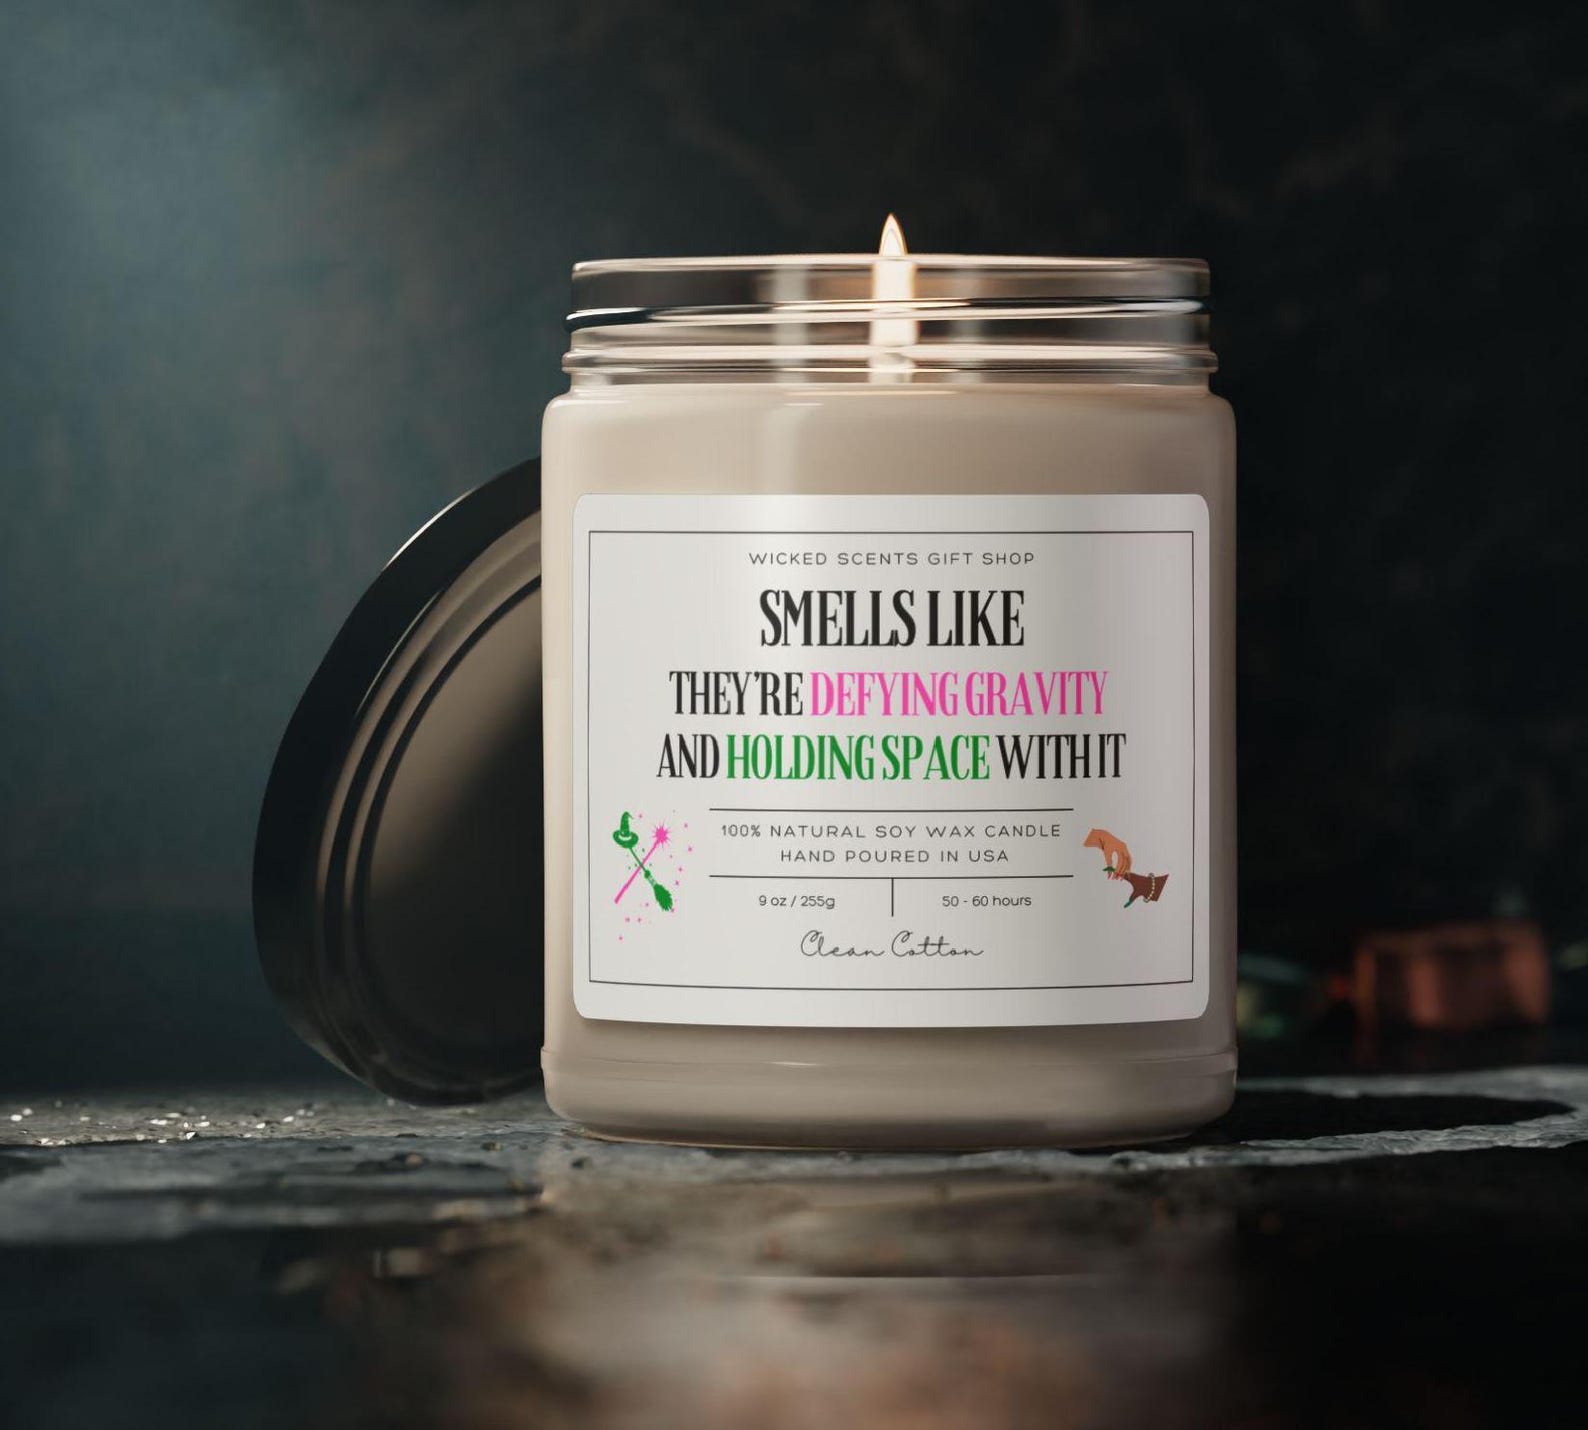 WICKED SCENTS GIFT SHOP
SMELLS LIKE
THEY'RE DEFYING GRAVITY
AND HOLDING SPACE WITH IT
100% NATURAL SOY WAX CANDLE
HAND POURED IN USA
9 oz / 255g
50 - 60 hours
Clean Cotton